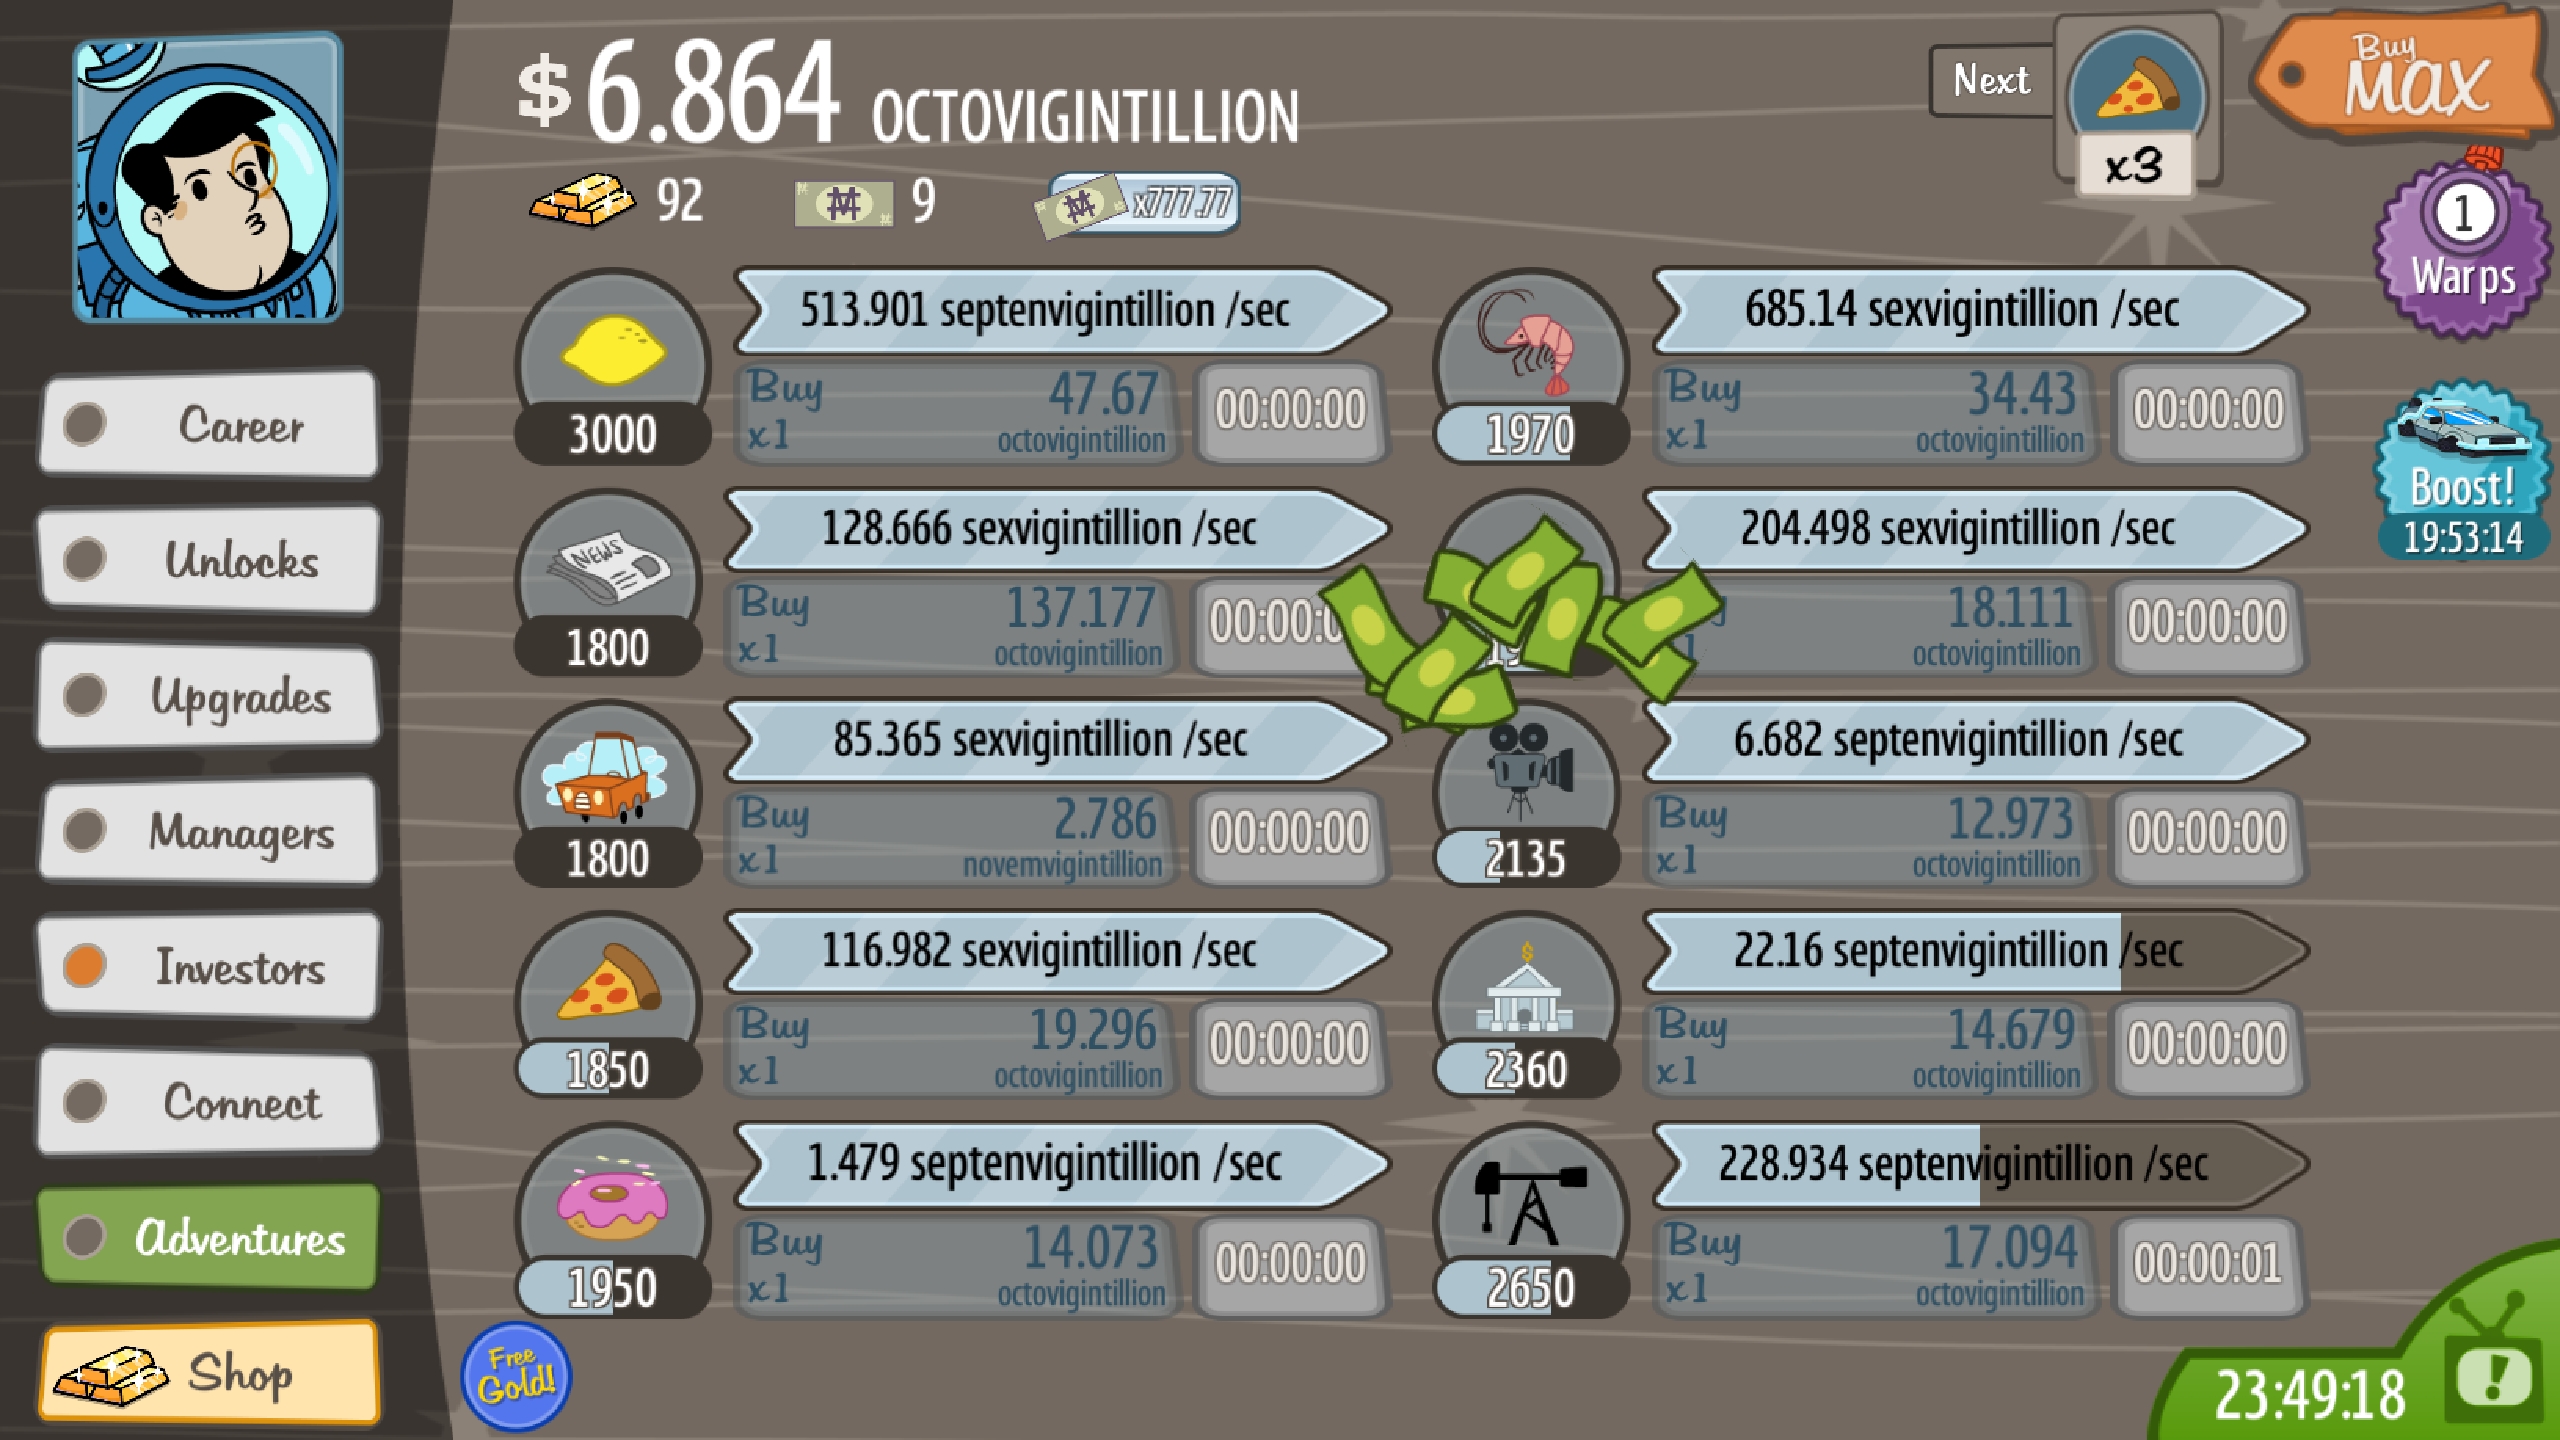 $6.864 OCTOVIGINTILLION
Next
x3
Buy
MAX
92
9
x777.77
1
Warps
Boost!
19:53:14
Career
Unlocks
Upgrades
Managers
Investors
Connect
Adventures
Shop
513.901 septenvigintillion /sec
3000
Buy
x1
47.67
octovigintillion
00:00:00
685.14 sexvigintillion /sec
1970
Buy
x1
34.43
octovigintillion
00:00:00
NEWS
128.666 sexvigintillion /sec
1800
Buy
x1
137.177
octovigintillion
204.498 sexvigintillion /sec
18.111
octovigintillion
00:00:00
85.365 sexvigintillion /sec
1800
Buy
x1
2.786
novemvigintillion
00:00:00
6.682 septenvigintillion /sec
2135
Buy
x1
12.973
octovigintillion
00:00:00
116.982 sexvigintillion /sec
1850
Buy
x1
19.296
octovigintillion
00:00:00
22.16 septenvigintillion /sec
2360
Buy
x1
14.679
octovigintillion
00:00:00
1.479 septenvigintillion /sec
1950
Buy
x1
14.073
octovigintillion
00:00:00
228.934 septenvigintillion /sec
2650
Buy
x1
17.094
octovigintillion
00:00:01
Free
Gold!
23:49:18